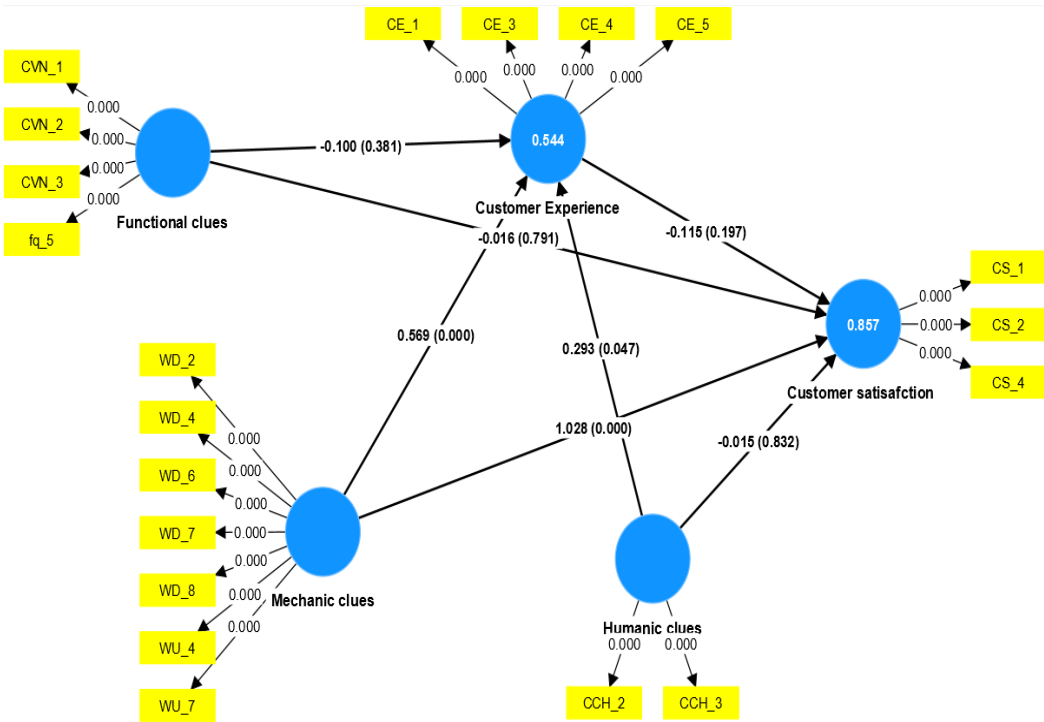 CE_1
CE_3
CE_4
CE_5
0.000
0.000
0.000
0.000
CVN_1
CVN_2
CVN_3
fq_5
0.000
0.000
0.000
0.000
Functional clues
-0.100 (0.381)
0.544
Customer Experience
-0.016 (0.791)
-0.115 (0.197)
0.857
Customer satisafction
CS_1
CS_2
CS_4
0.000
0.000
0.000
0.569 (0.000)
0.293 (0.047)
1.028 (0.000)
-0.015 (0.832)
WD_2
WD_4
WD_6
WD_7
WD_8
WU_4
WU_7
0.000
0.000
0.000
0.000
0.000
0.000
0.000
Mechanic clues
Humanic clues
0.000
0.000
CCH_2
CCH_3